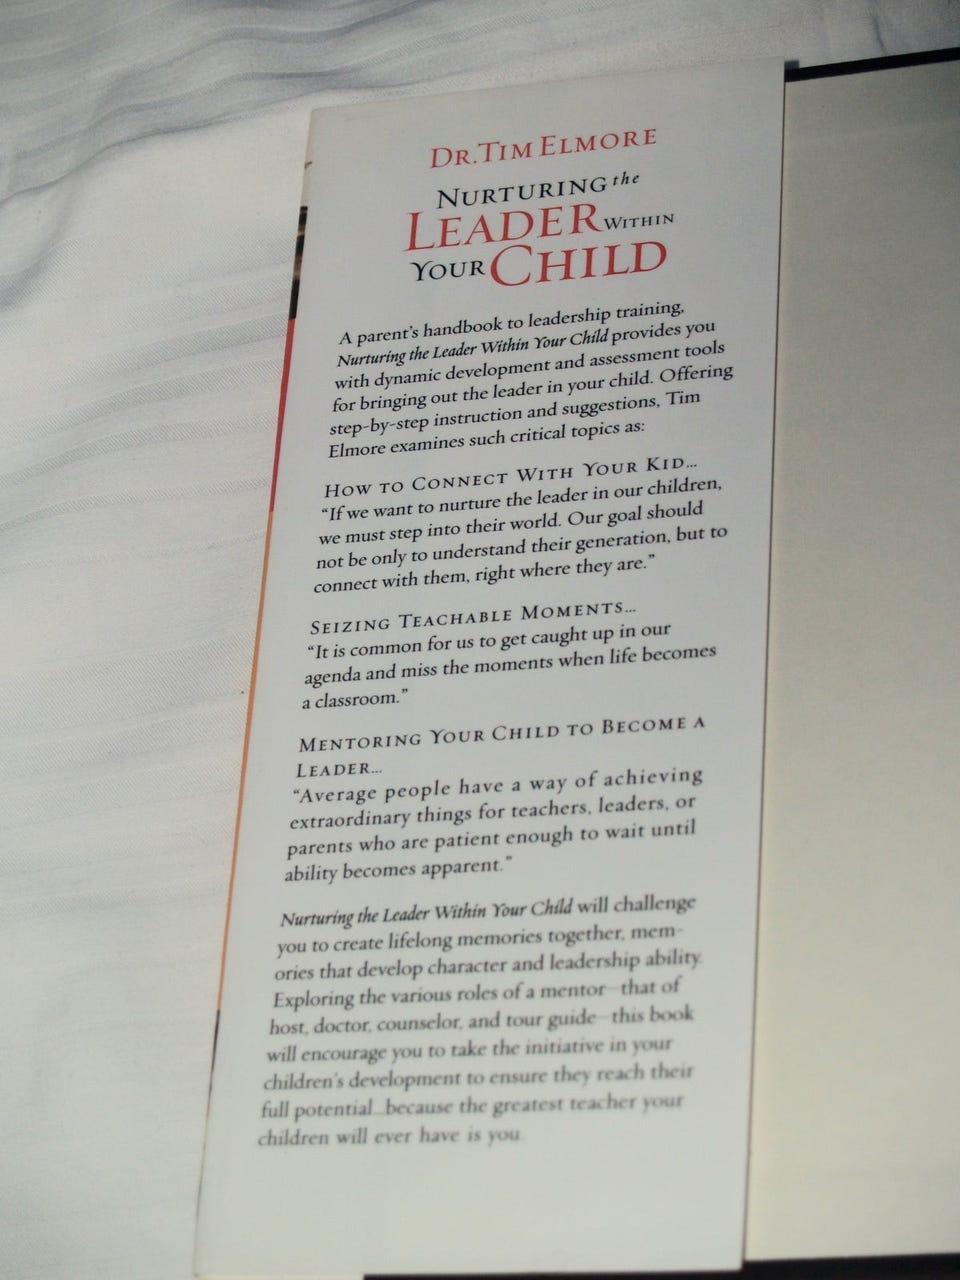 DR. TIM ELMORE
NURTURING the
LEADER WITHIN
YOUR CHILD
A parent's handbook to leadership training,
Nurturing the Leader Within Your Child provides you
with dynamic development and assessment tools
for bringing out the leader in your child. Offering
step-by-step instruction and suggestions, Tim
Elmore examines such critical topics as:
HOW TO CONNECT WITH YOUR KID...
"If we want to nurture the leader in our children,
we must step into their world. Our goal should
not be only to understand their generation, but to
connect with them, right where they are."
SEIZING TEACHABLE MOMENTS...
"It is common for us to get caught up in our
agenda and miss the moments when life becomes
a classroom."
MENTORING YOUR CHILD TO BECOME A
LEADER...
"Average people have a way of achieving
extraordinary things for teachers, leaders, or
parents who are patient enough to wait until
ability becomes apparent."
Nurturing the Leader Within Your Child will challenge
you to create lifelong memories together, mem-
ories that develop character and leadership ability.
Exploring the various roles of a mentor—that of
host, doctor, counselor, and tour guide—this book
will encourage you to take the initiative in your
children's development to ensure they reach their
full potential...because the greatest teacher your
children will ever have is you.